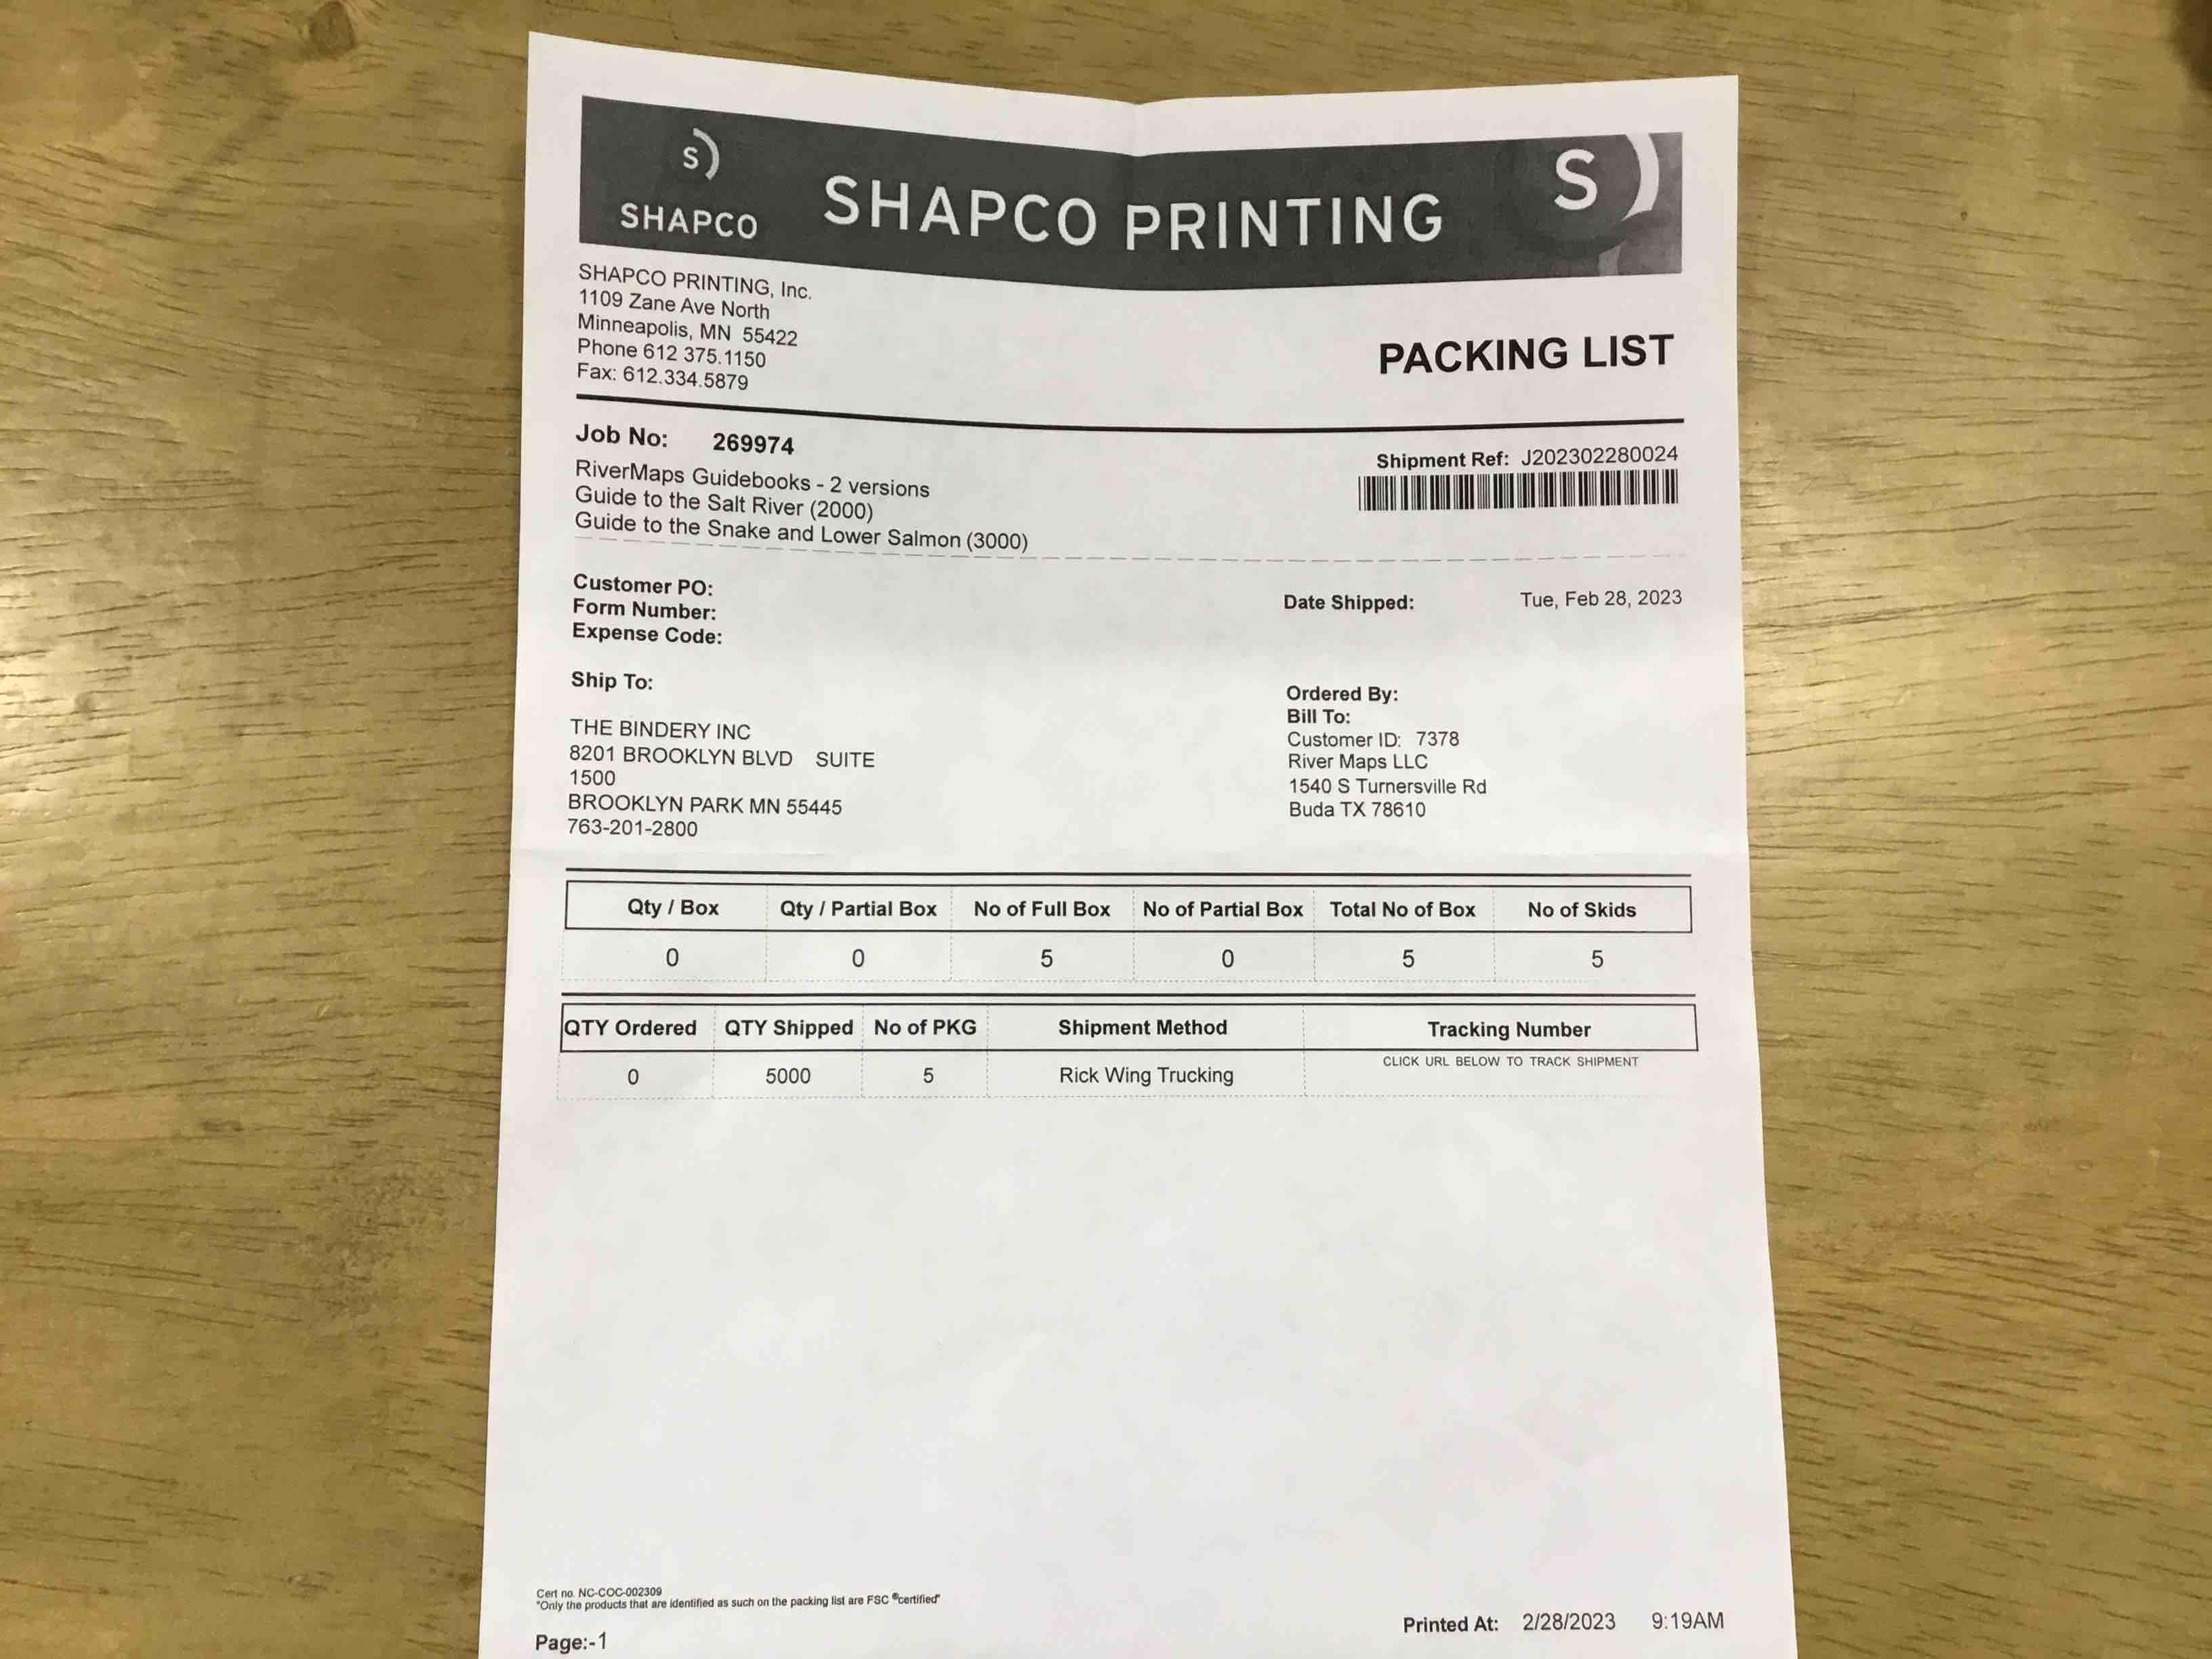 S)
SHAPCO
SHAPCO PRINTING
S)
SHAPCO PRINTING, Inc.
1109 Zane Ave North
Minneapolis, MN 55422
Phone 612 375.1150
Fax: 612.334.5879
PACKING LIST
Job No: 269974
RiverMaps Guidebooks - 2 versions
Guide to the Salt River (2000)
Guide to the Snake and Lower Salmon (3000)
Shipment Ref: J202302280024
Customer PO:
Form Number:
Expense Code:
Date Shipped: Tue, Feb 28, 2023
Ship To:
THE BINDERY INC
8201 BROOKLYN BLVD SUITE
1500
BROOKLYN PARK MN 55445
763-201-2800
Ordered By:
Bill To:
Customer ID: 7378
River Maps LLC
1540 S Turnersville Rd
Buda TX 78610
Qty / Box Qty / Partial Box No of Full Box No of Partial Box Total No of Box No of Skids
0 0 5 0 5 5
QTY Ordered QTY Shipped No of PKG Shipment Method Tracking Number
CLICK URL BELOW TO TRACK SHIPMENT
0 5000 5 Rick Wing Trucking
Cert no. NC-COC-002309
"Only the products that are identified as such on the packing list are FSC ®certified"
Page:-1
Printed At: 2/28/2023 9:19AM